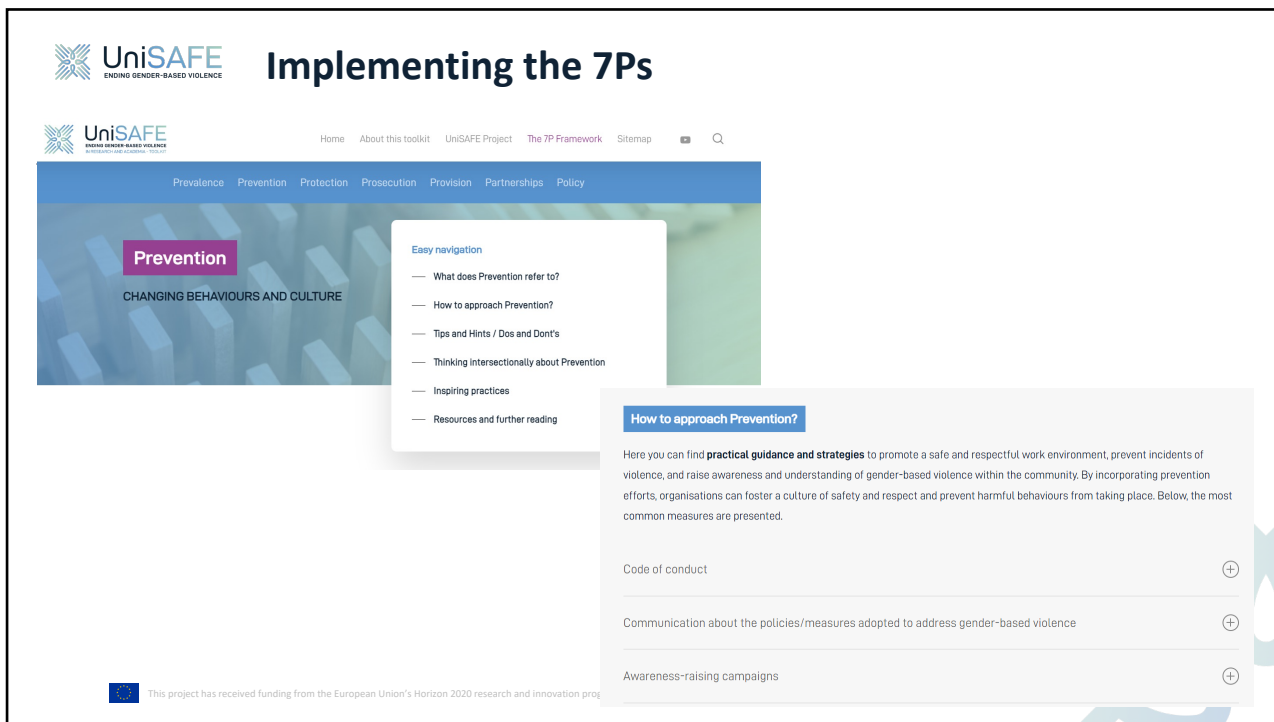 UniSAFE
ENDING GENDER-BASED VIOLENCE
Implementing the 7Ps
UniSAFE
ENDING GENDER-BASED VIOLENCE
IN RESEARCH AND ACADEMIA - TOOLKIT
Home About this toolkit UniSAFE Project The 7P Framework Sitemap
Prevalence Prevention Protection Prosecution Provision Partnerships Policy
Prevention
CHANGING BEHAVIOURS AND CULTURE
Easy navigation
— What does Prevention refer to?
— How to approach Prevention?
— Tips and Hints / Dos and Dont's
— Thinking intersectionally about Prevention
— Inspiring practices
— Resources and further reading
How to approach Prevention?
Here you can find practical guidance and strategies to promote a safe and respectful work environment, prevent incidents of
violence, and raise awareness and understanding of gender-based violence within the community. By incorporating prevention
efforts, organisations can foster a culture of safety and respect and prevent harmful behaviours from taking place. Below, the most
common measures are presented.
Code of conduct
Communication about the policies/measures adopted to address gender-based violence
Awareness-raising campaigns
This project has received funding from the European Union's Horizon 2020 research and innovation prog